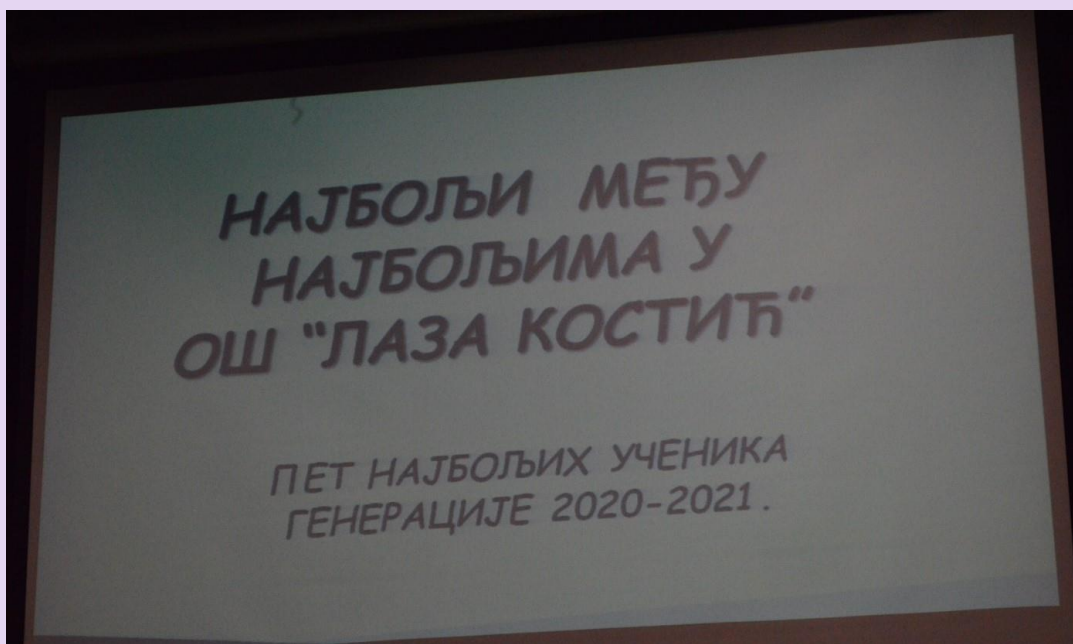 НАЈБОЉИ МЕЂУ
НАЈБОЉИМА У
ОШ "ЛАЗА КОСТИЋ"
ПЕТ НАЈБОЉИХ УЧЕНИКА
ГЕНЕРАЦИЈЕ 2020-2021.